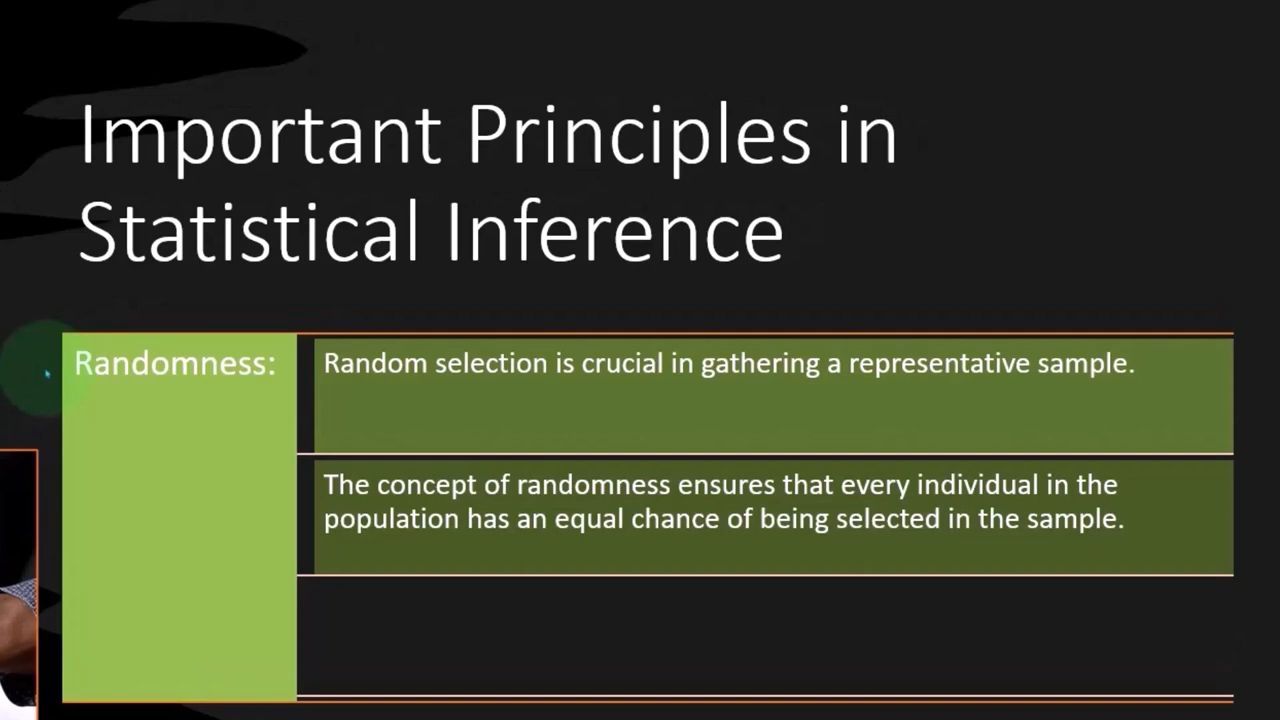 Important Principles in
Statistical Inference
Randomness:
Random selection is crucial in gathering a representative sample.
The concept of randomness ensures that every individual in the
population has an equal chance of being selected in the sample.